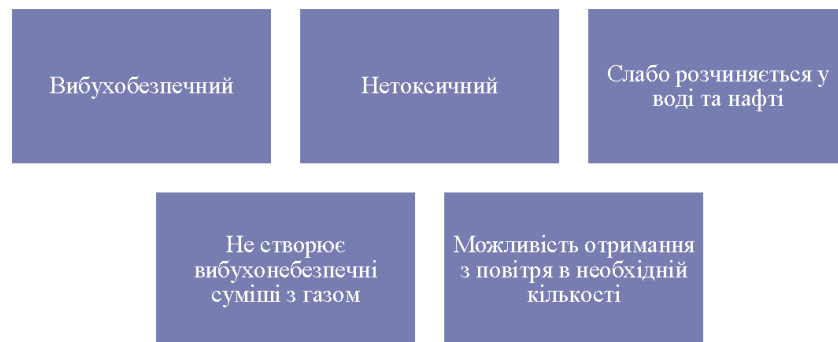 Вибухобезпечний
Нетоксичний
Слабо розчиняється у
воді та нафті
Не створює
вибухонебезпечні
суміші з газом
Можливість отримання
з повітря в необхідній
кількості